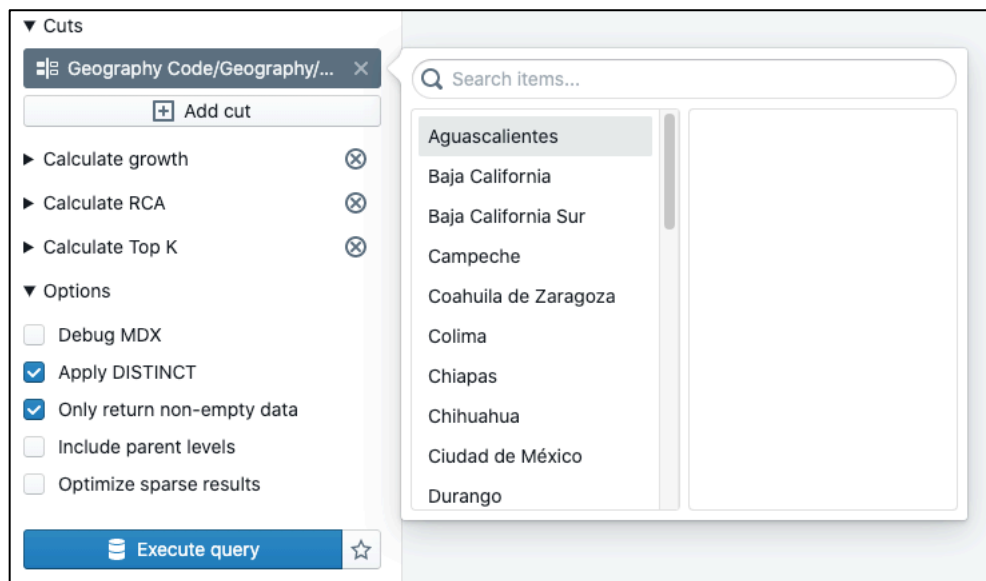 Cuts
Geography Code/Geography/...
Add cut
Calculate growth
Calculate RCA
Calculate Top K
Options
Debug MDX
Apply DISTINCT
Only return non-empty data
Include parent levels
Optimize sparse results
Execute query
Search items...
Aguascalientes
Baja California
Baja California Sur
Campeche
Coahuila de Zaragoza
Colima
Chiapas
Chihuahua
Ciudad de México
Durango